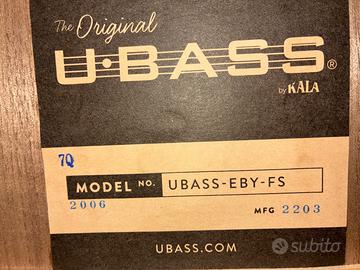 The Original
U•BASS®
by KALA
7Q
MODEL NO. UBASS-EBY-FS
2006
MFG 2203
UBASS.COM
subito